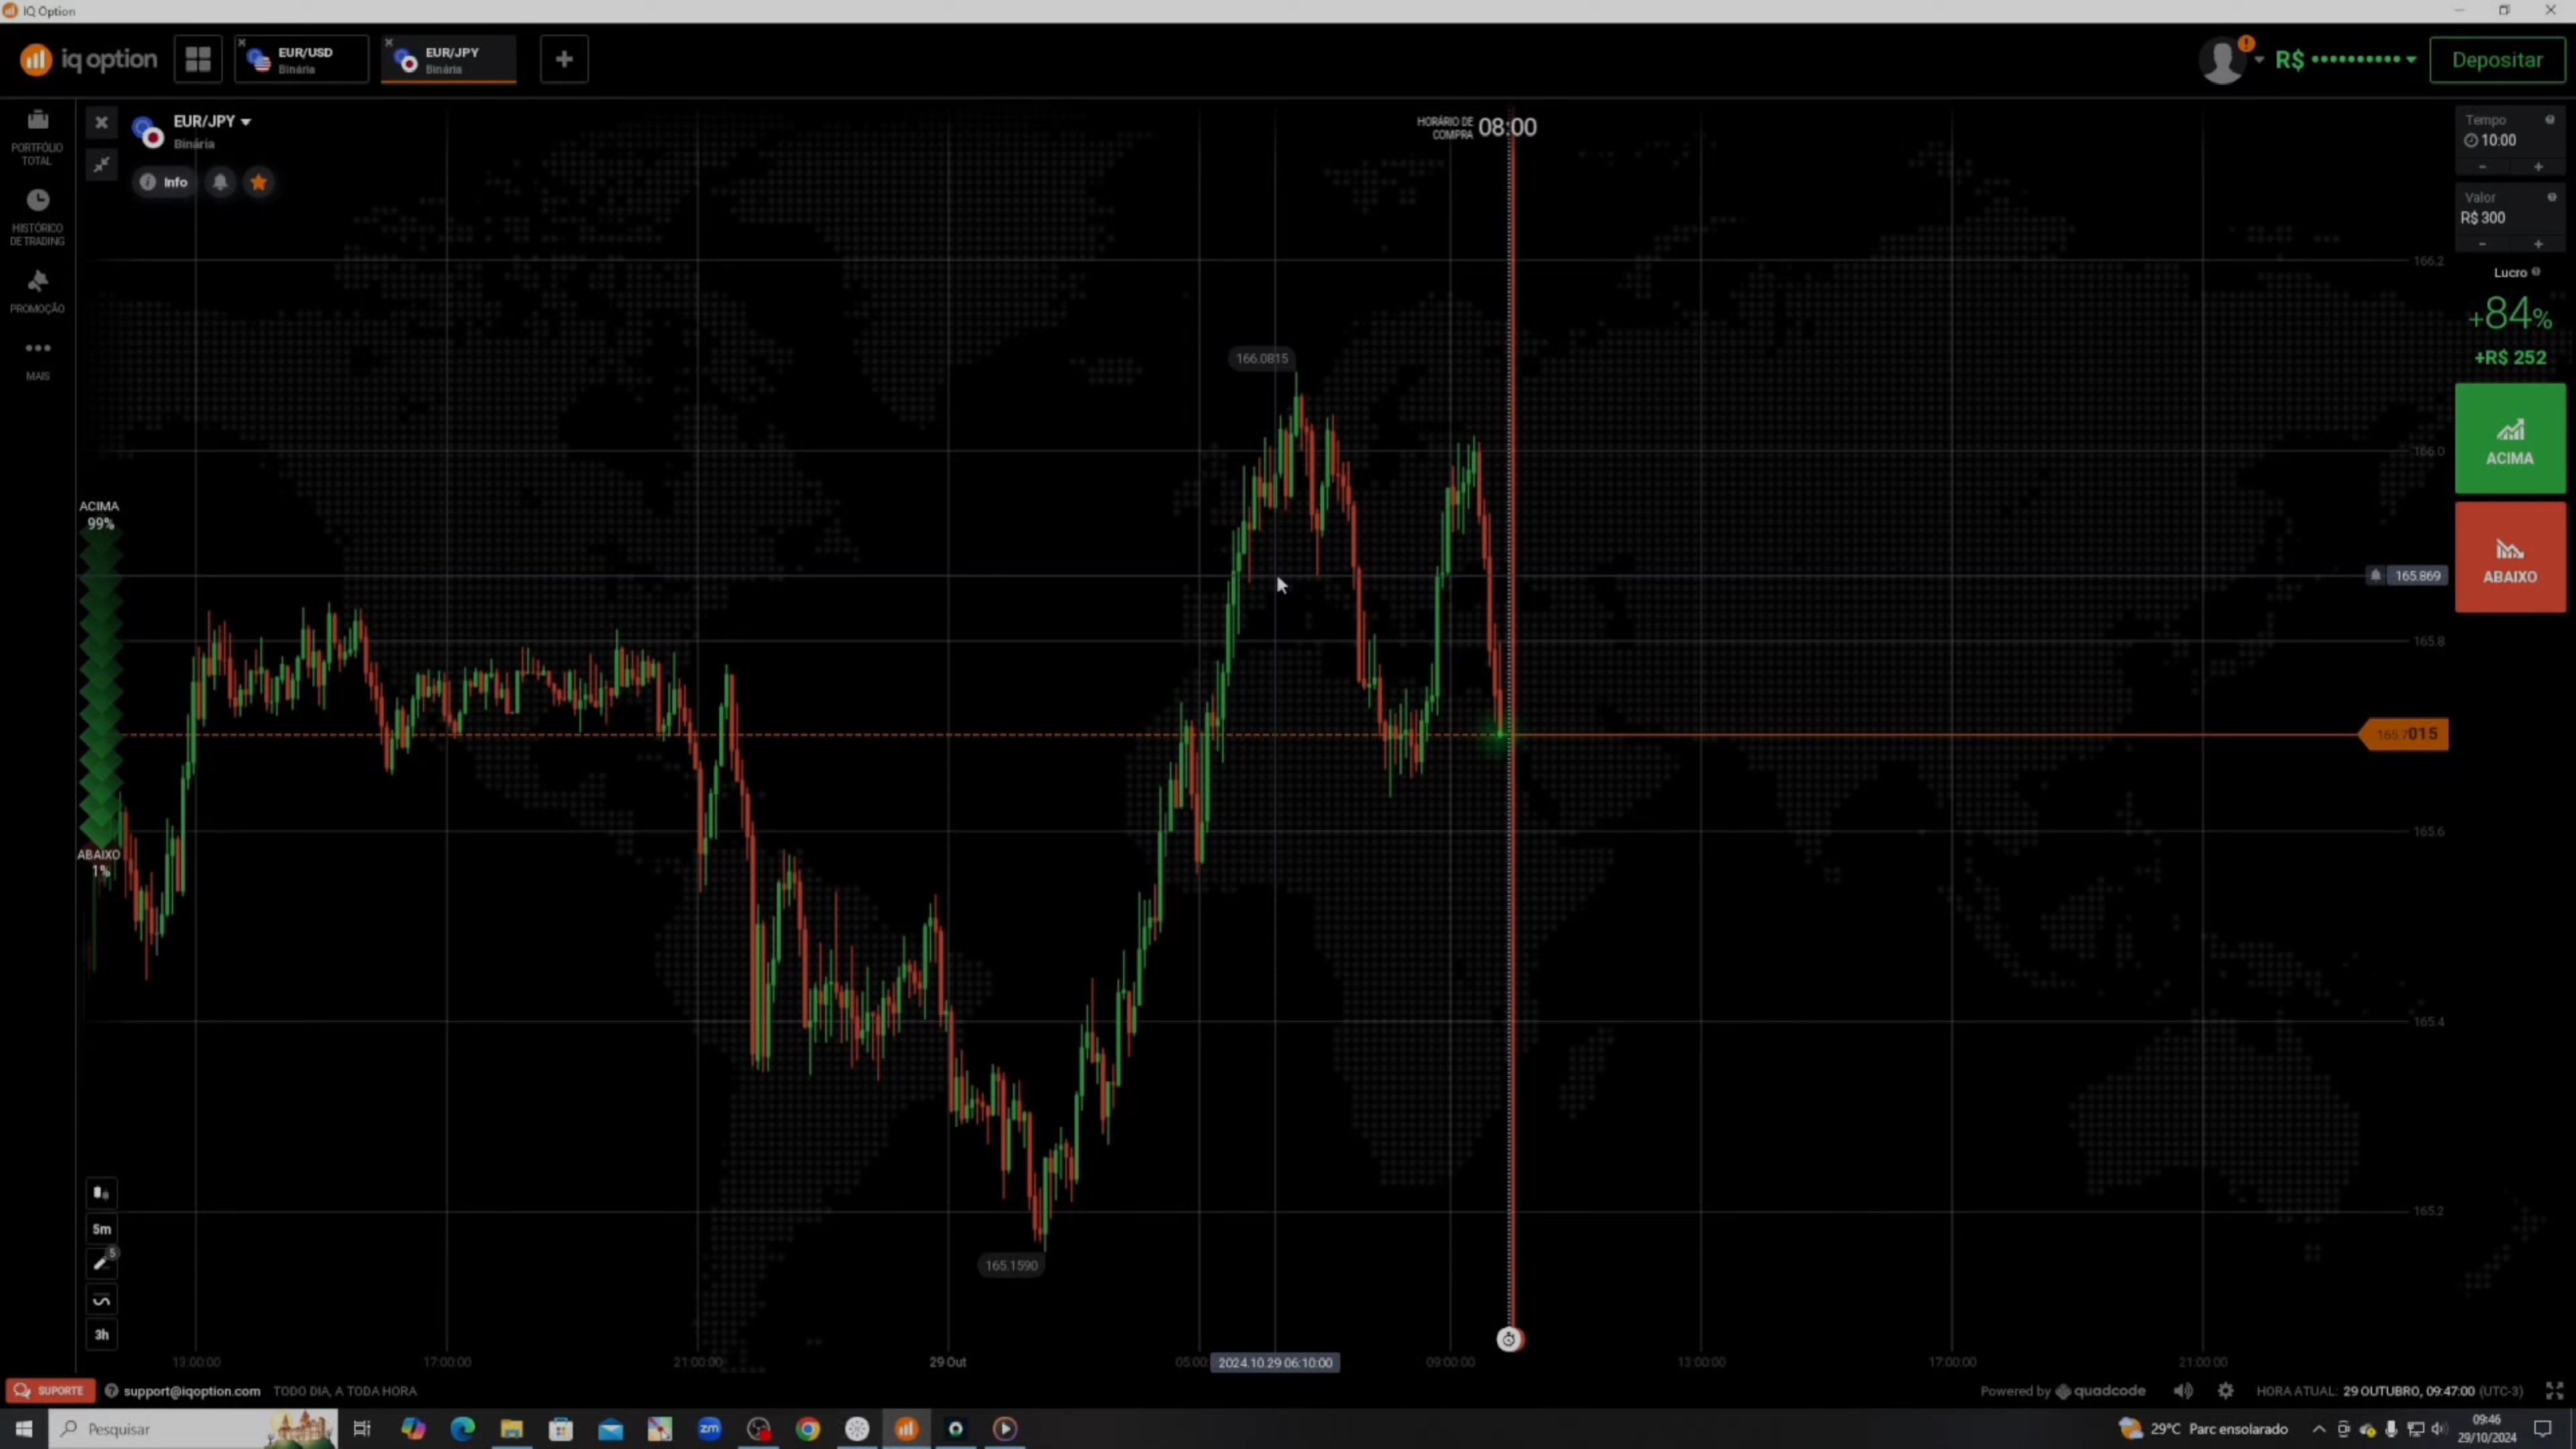 IQ Option
iq option
EUR/USD
Binária
EUR/JPY
Binária
R$ ••••••••••
Depositar
PORTFÓLIO
TOTAL
HISTÓRICO
DE TRADING
PROMOÇÃO
MAIS
EUR/JPY
Binária
Info
HORÁRIO DE
COMPRA
08:00
Tempo
10:00
- +
Valor
R$ 300
- +
Lucro
+84%
+R$ 252
ACIMA
ABAIXO
166.2
166.0
165.869
165.8
165.7015
165.6
165.4
165.2
166.0815
165.1590
ACIMA
99%
ABAIXO
1%
5m
5
3h
13:00:00
17:00:00
21:00:00
29 Out
05:00
2024.10.29 06:10:00
09:00:00
13:00:00
17:00:00
21:00:00
SUPORTE
support@iqoption.com
TODO DIA, A TODA HORA
Powered by quadcode
HORA ATUAL: 29 OUTUBRO, 09:47:00 (UTC-3)
Pesquisar
zm
29°C Parc ensolarado
09:46
29/10/2024